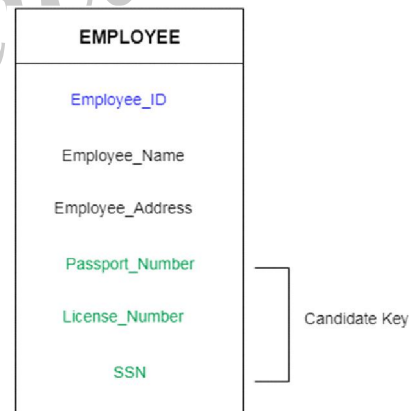 EMPLOYEE
Employee_ID
Employee_Name
Employee_Address
Passport_Number
License_Number
SSN
Candidate Key